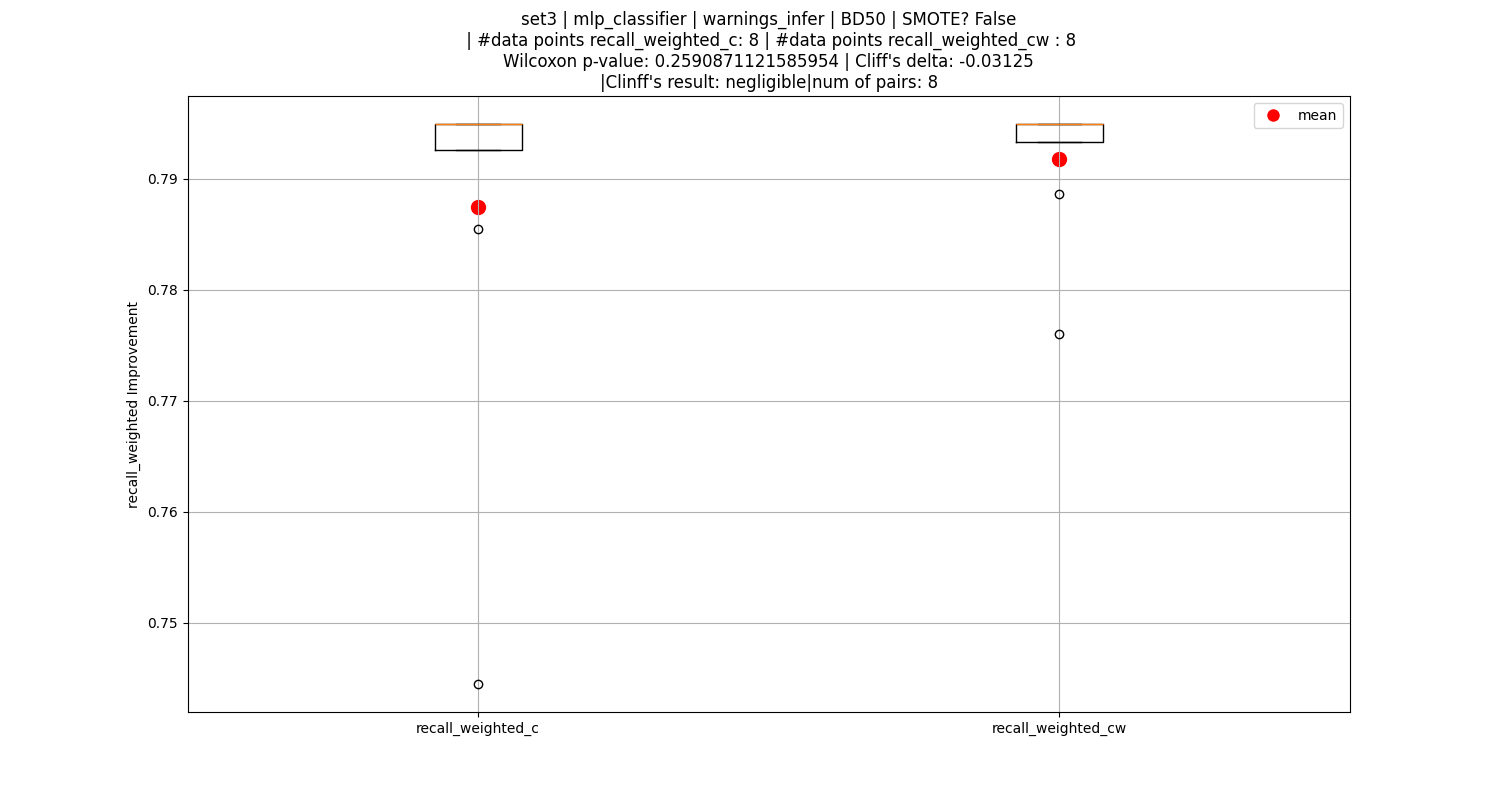 set3 | mlp_classifier | warnings_infer | BD50 | SMOTE? False
| #data points recall_weighted_c: 8 | #data points recall_weighted_cw : 8
Wilcoxon p-value: 0.2590871121585954 | Cliff's delta: -0.03125
|Clinff's result: negligible|num of pairs: 8
mean
recall_weighted Improvement
0.79
0.78
0.77
0.76
0.75
recall_weighted_c
recall_weighted_cw